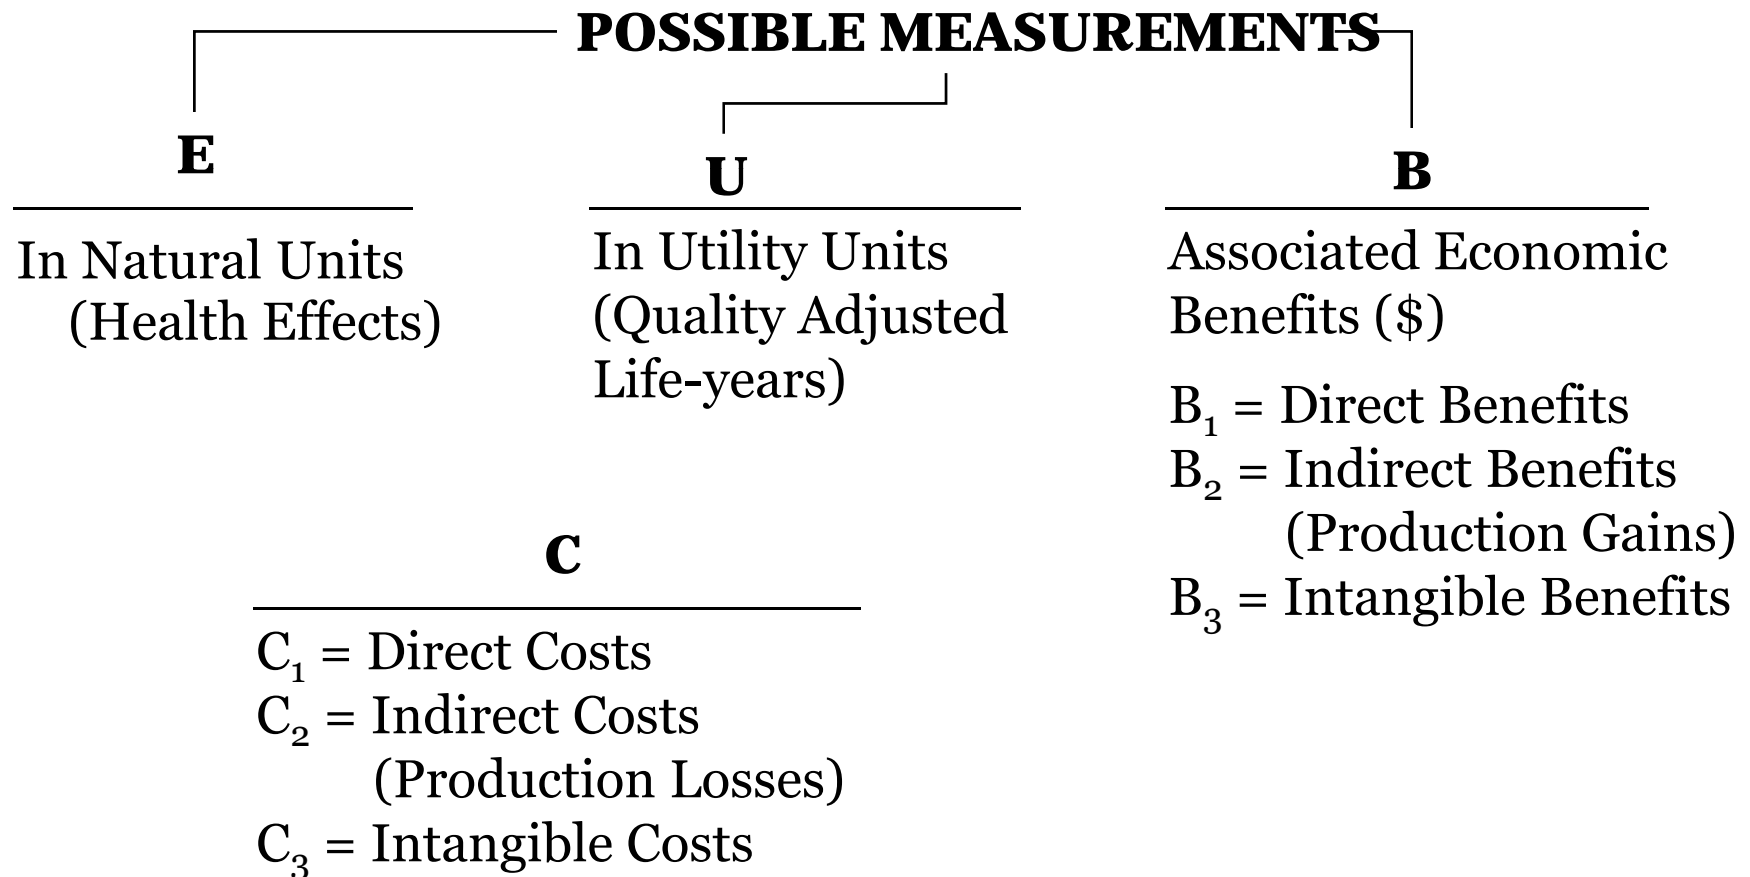 POSSIBLE MEASUREMENTS
E
In Natural Units
(Health Effects)
U
In Utility Units
(Quality Adjusted
Life-years)
B
Associated Economic
Benefits ($)
B₁ = Direct Benefits
B₂ = Indirect Benefits
(Production Gains)
B₃ = Intangible Benefits
C
C₁ = Direct Costs
C₂ = Indirect Costs
(Production Losses)
C₃ = Intangible Costs